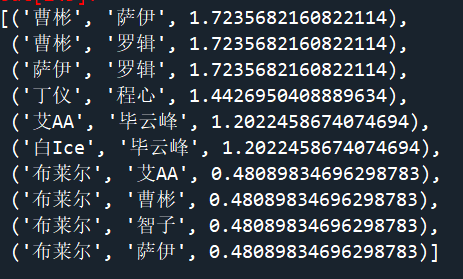 [('曹彬', '萨伊', 1.7235682160822114),
('曹彬', '罗辑', 1.7235682160822114),
('萨伊', '罗辑', 1.7235682160822114),
('丁仪', '程心', 1.4426950408889634),
('艾AA', '毕云峰', 1.2022458674074694),
('白Ice', '毕云峰', 1.2022458674074694),
('布莱尔', '艾AA', 0.48089834696298783),
('布莱尔', '曹彬', 0.48089834696298783),
('布莱尔', '智子', 0.48089834696298783),
('布莱尔', '萨伊', 0.48089834696298783)]